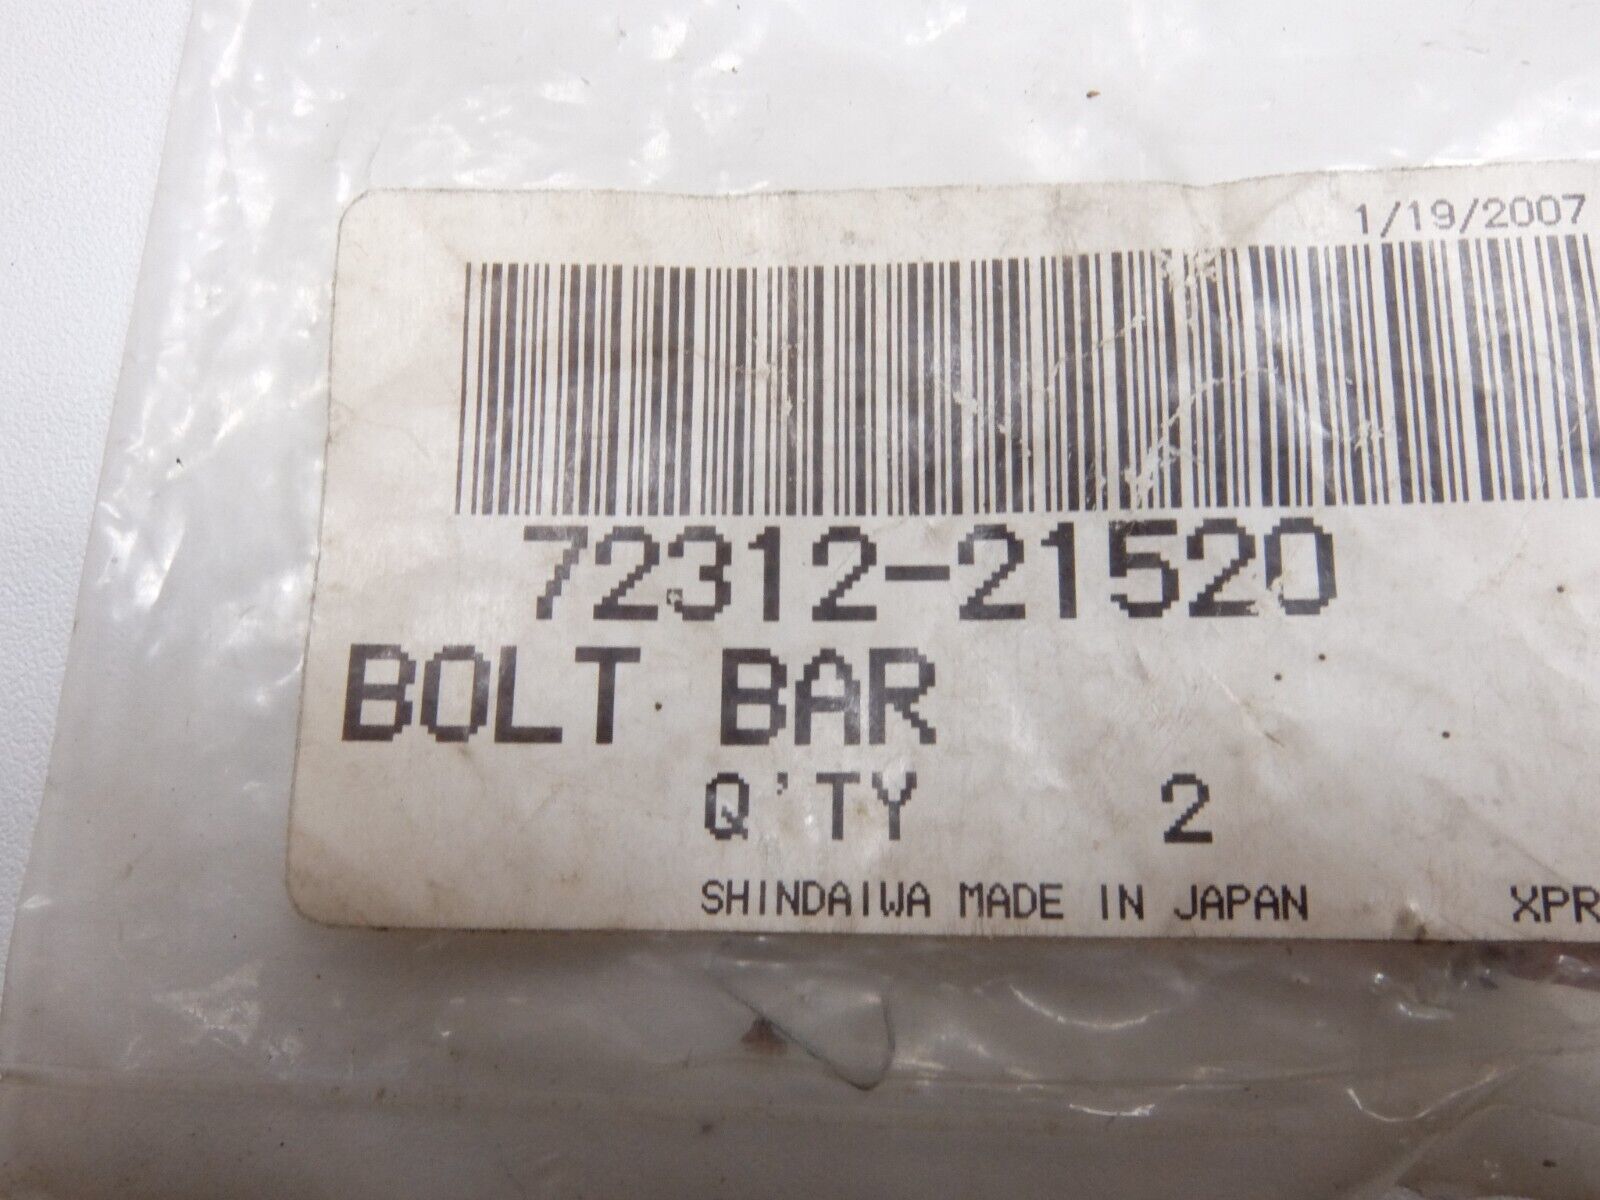 1/19/2007
72312-21520
BOLT BAR
Q'TY 2
SHINDAIWA MADE IN JAPAN XPR